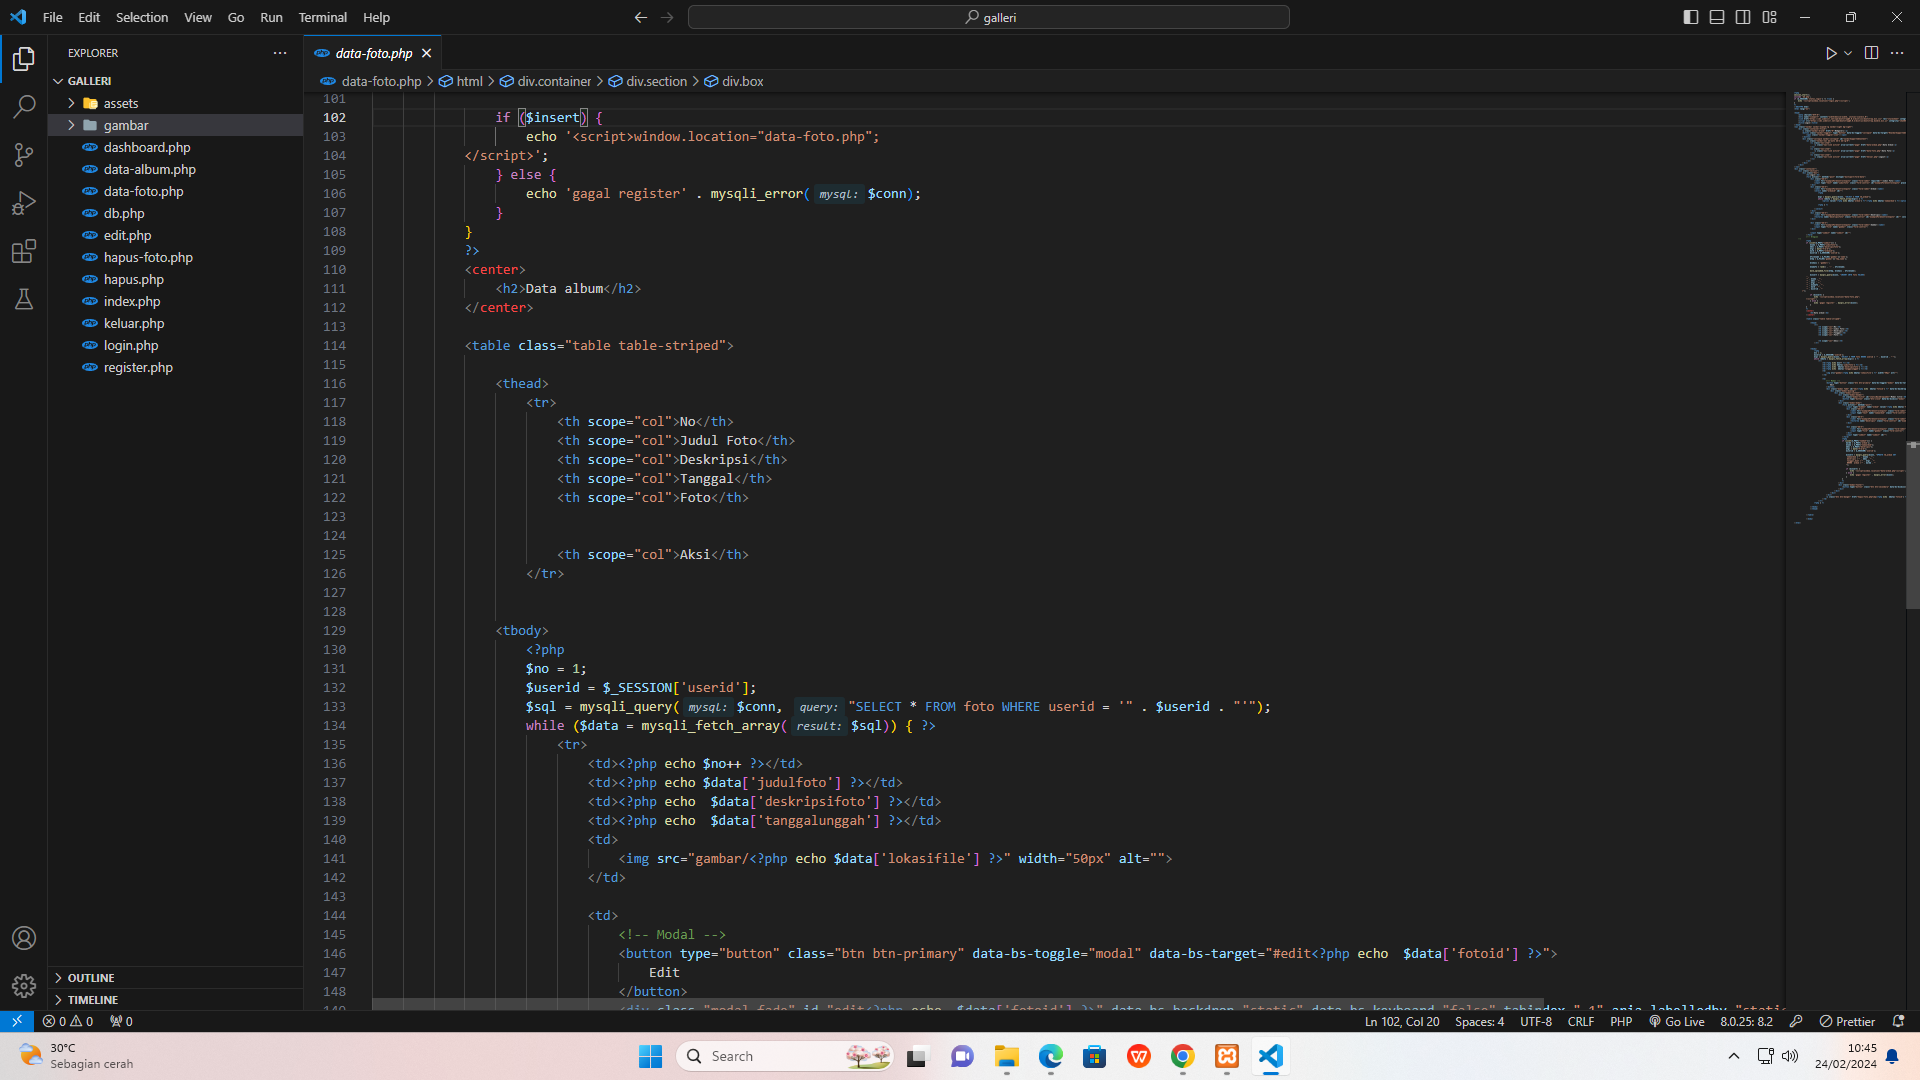 File Edit Selection View Go Run Terminal Help
galleri
EXPLORER
GALLERI
assets
gambar
dashboard.php
data-album.php
data-foto.php
db.php
edit.php
hapus-foto.php
hapus.php
index.php
keluar.php
login.php
register.php
OUTLINE
TIMELINE
data-foto.php
data-foto.php > html > div.container > div.section > div.box
101
102 if ($insert) {
103 echo '<script>window.location="data-foto.php";
104 </script>';
105 } else {
106 echo 'gagal register' . mysqli_error( mysql: $conn);
107 }
108 }
109 ?>
110 <center>
111 <h2>Data album</h2>
112 </center>
113
114 <table class="table table-striped">
115
116 <thead>
117 <tr>
118 <th scope="col">No</th>
119 <th scope="col">Judul Foto</th>
120 <th scope="col">Deskripsi</th>
121 <th scope="col">Tanggal</th>
122 <th scope="col">Foto</th>
123
124
125 <th scope="col">Aksi</th>
126 </tr>
127
128
129 <tbody>
130 <?php
131 $no = 1;
132 $userid = $_SESSION['userid'];
133 $sql = mysqli_query( mysql: $conn, query: "SELECT * FROM foto WHERE userid = '" . $userid . "'");
134 while ($data = mysqli_fetch_array( result: $sql)) { ?>
135 <tr>
136 <td><?php echo $no++ ?></td>
137 <td><?php echo $data['judulfoto'] ?></td>
138 <td><?php echo  $data['deskripsifoto'] ?></td>
139 <td><?php echo  $data['tanggalunggah'] ?></td>
140 <td>
141 <img src="gambar/<?php echo $data['lokasifile'] ?>" width="50px" alt="">
142 </td>
143
144 <td>
145 <!-- Modal -->
146 <button type="button" class="btn btn-primary" data-bs-toggle="modal" data-bs-target="#edit<?php echo  $data['fotoid'] ?>">
147 Edit
148 </button>
Ln 102, Col 20 Spaces: 4 UTF-8 CRLF PHP Go Live 8.0.25: 8.2 Prettier
0 0 0
30°C
Sebagian cerah
Search
10:45
24/02/2024